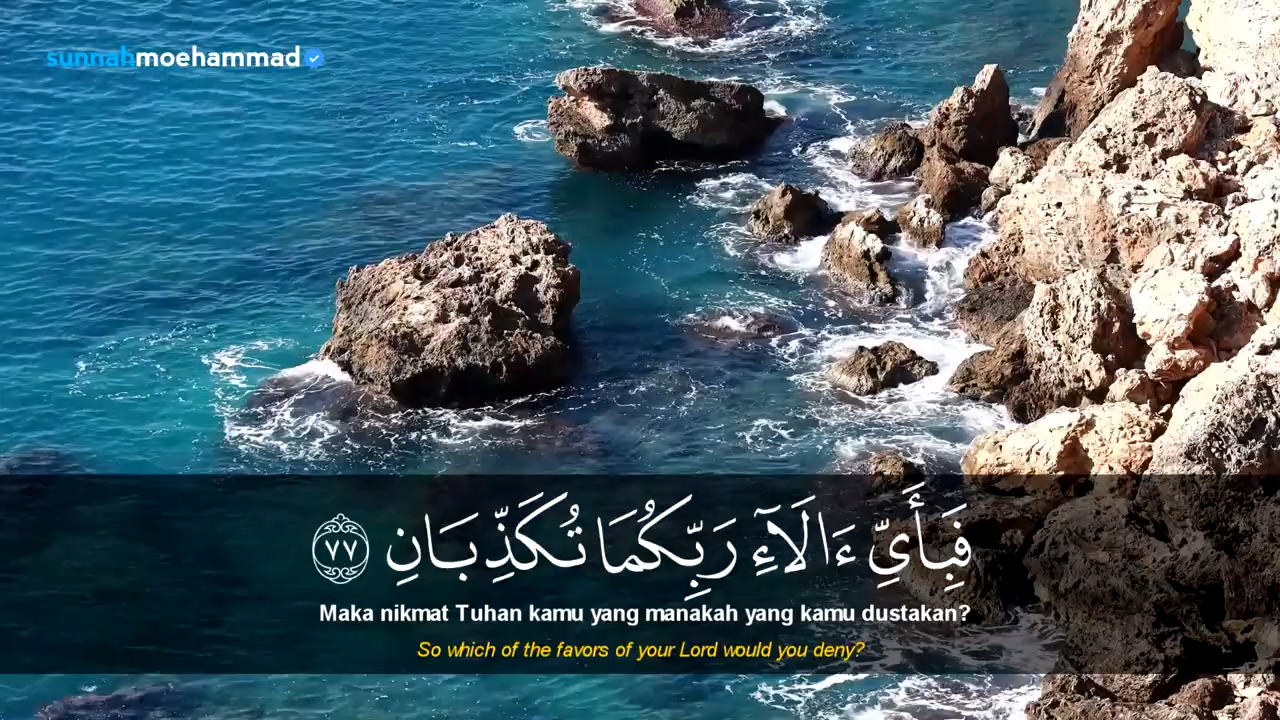 sunnahmoehammad
فَبِأَيِّ ءَالَآءِ رَبِّكُمَا تُكَذِّبَانِ ٧٧
Maka nikmat Tuhan kamu yang manakah yang kamu dustakan?
So which of the favors of your Lord would you deny?